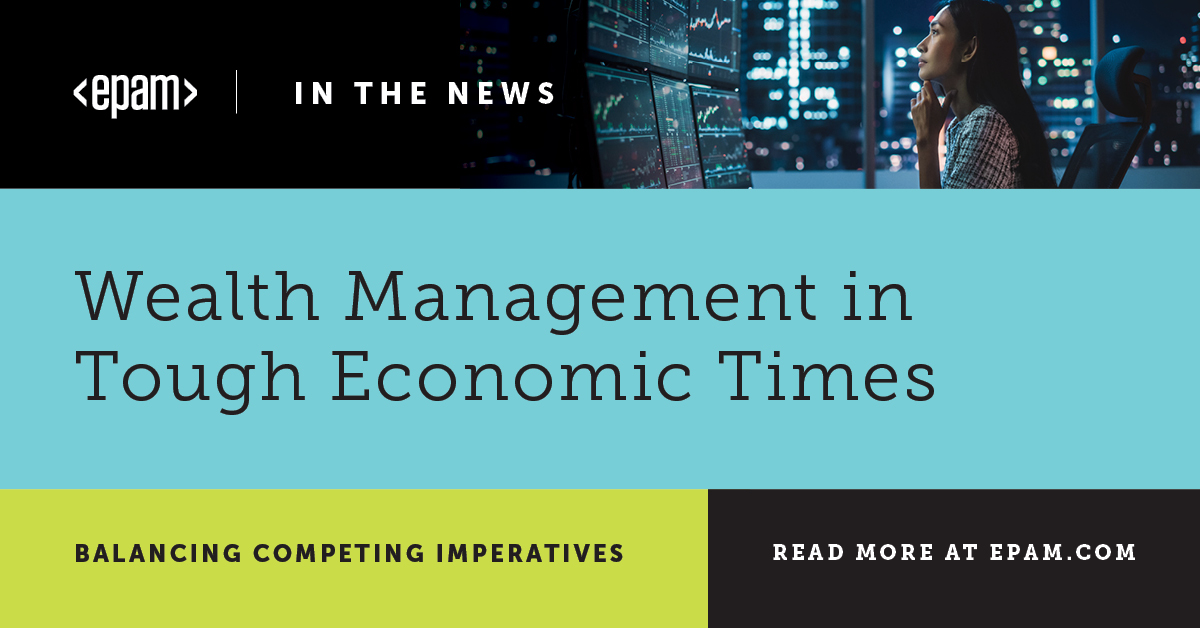 <epam>
IN THE NEWS
Wealth Management in
Tough Economic Times
BALANCING COMPETING IMPERATIVES
READ MORE AT EPAM.COM